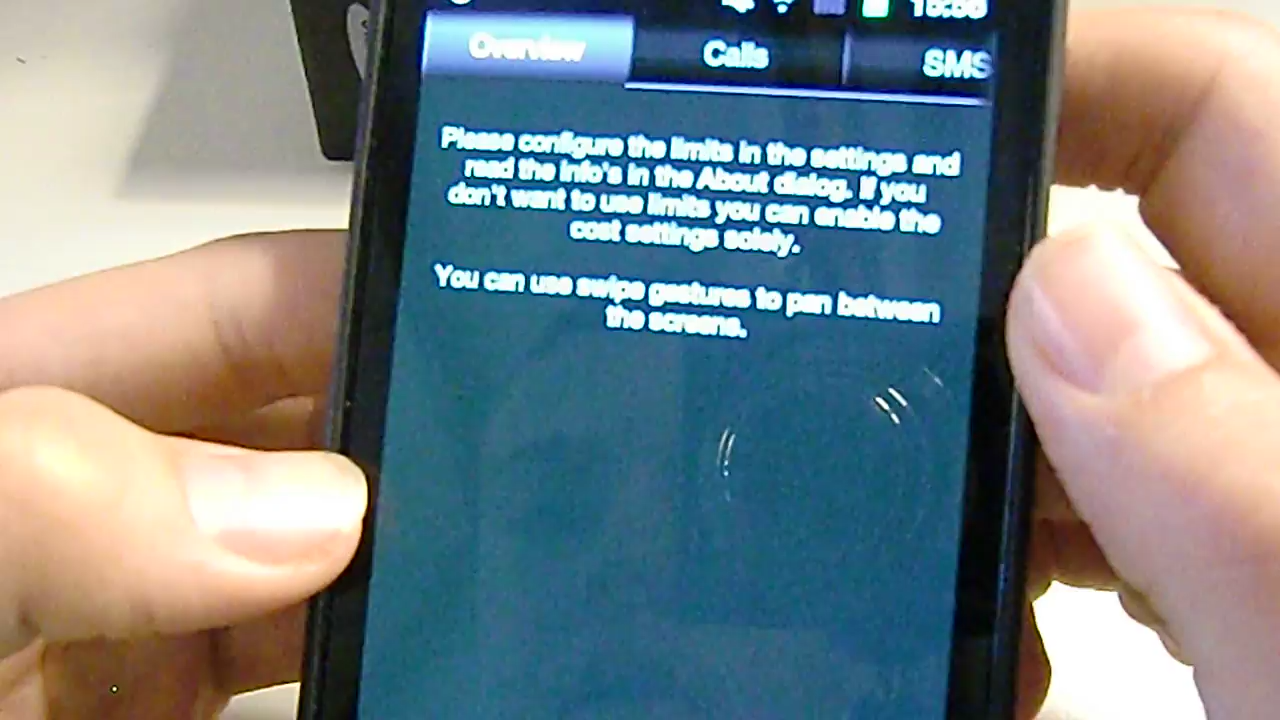 Overview Calls SMS
Please configure the limits in the settings and
read the info's in the About dialog. If you
don't want to use limits you can enable the
cost settings solely.
You can use swipe gestures to pan between
the screens.